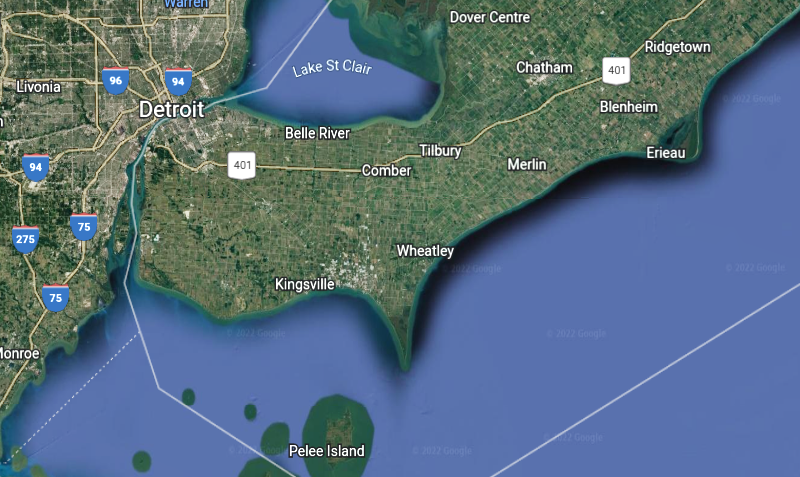 Warren
Dover Centre
Ridgetown
Lake St Clair
Chatham
401
96
94
Livonia
© 2022 Google
Detroit
Blenheim
Belle River
Tilbury
Erieau
401
94
Comber
Merlin
75
275
Wheatley
© 2022 Google
© 2022 Google
Kingsville
75
© 2022 Google
© 2022 Google
Monroe
© 2022 Google
Pelee Island
© 2022 Google